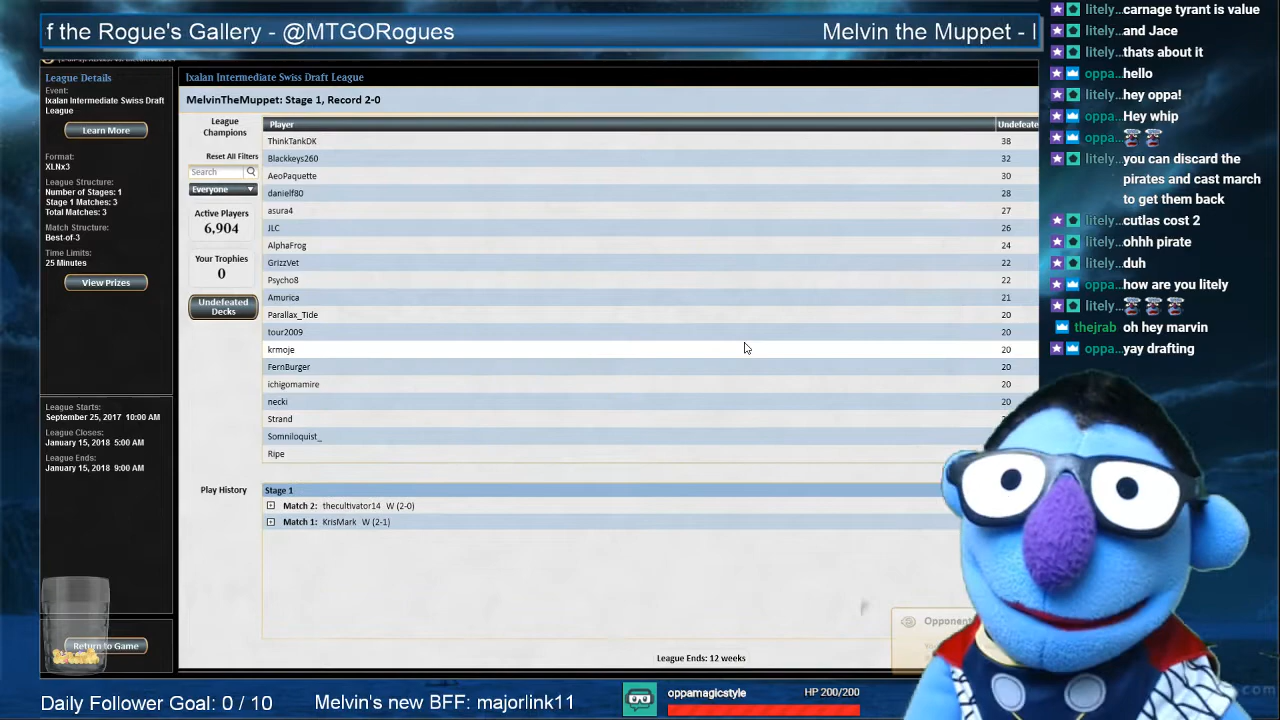 f the Rogue's Gallery - @MTGORogues
Melvin the Muppet -
League Details
Event:
Ixalan Intermediate Swiss Draft
League
Learn More
Format:
XLNx3
League Structure:
Number of Stages: 1
Stage 1 Matches: 3
Total Matches: 3
Match Structure:
Best-of-3
Time Limits:
25 Minutes
View Prizes
League Starts:
September 25, 2017 10:00 AM
League Closes:
January 15, 2018 5:00 AM
League Ends:
January 15, 2018 9:00 AM
Return to Game
Ixalan Intermediate Swiss Draft League
MelvinTheMuppet: Stage 1, Record 2-0
League
Champions
Reset All Filters
Search
Everyone
Active Players
6,904
Your Trophies
0
Undefeated
Decks
Player Undefeate
ThinkTankDK 38
Blackkeys260 32
AeoPaquette 30
danielf80 28
asura4 27
JLC 26
AlphaFrog 24
GrizzVet 22
Psycho8 22
Amurica 21
Parallax_Tide 20
tour2009 20
krmoje 20
FernBurger 20
ichigomamire 20
necki 20
Strand
Somniloquist_
Ripe
Play History
Stage 1
Match 2: thecultivator14 W (2-0)
Match 1: KrisMark W (2-1)
Opponent
League Ends: 12 weeks
litely... carnage tyrant is value
litely... and Jace
litely... thats about it
oppa... hello
litely... hey oppa!
oppa... Hey whip
oppa...
litely... you can discard the
pirates and cast march
to get them back
litely... cutlas cost 2
litely... ohhh pirate
litely... duh
oppa... how are you litely
litely...
thejrab oh hey marvin
oppa... yay drafting
Daily Follower Goal: 0 / 10
Melvin's new BFF: majorlink11
oppamagicstyle HP 200/200